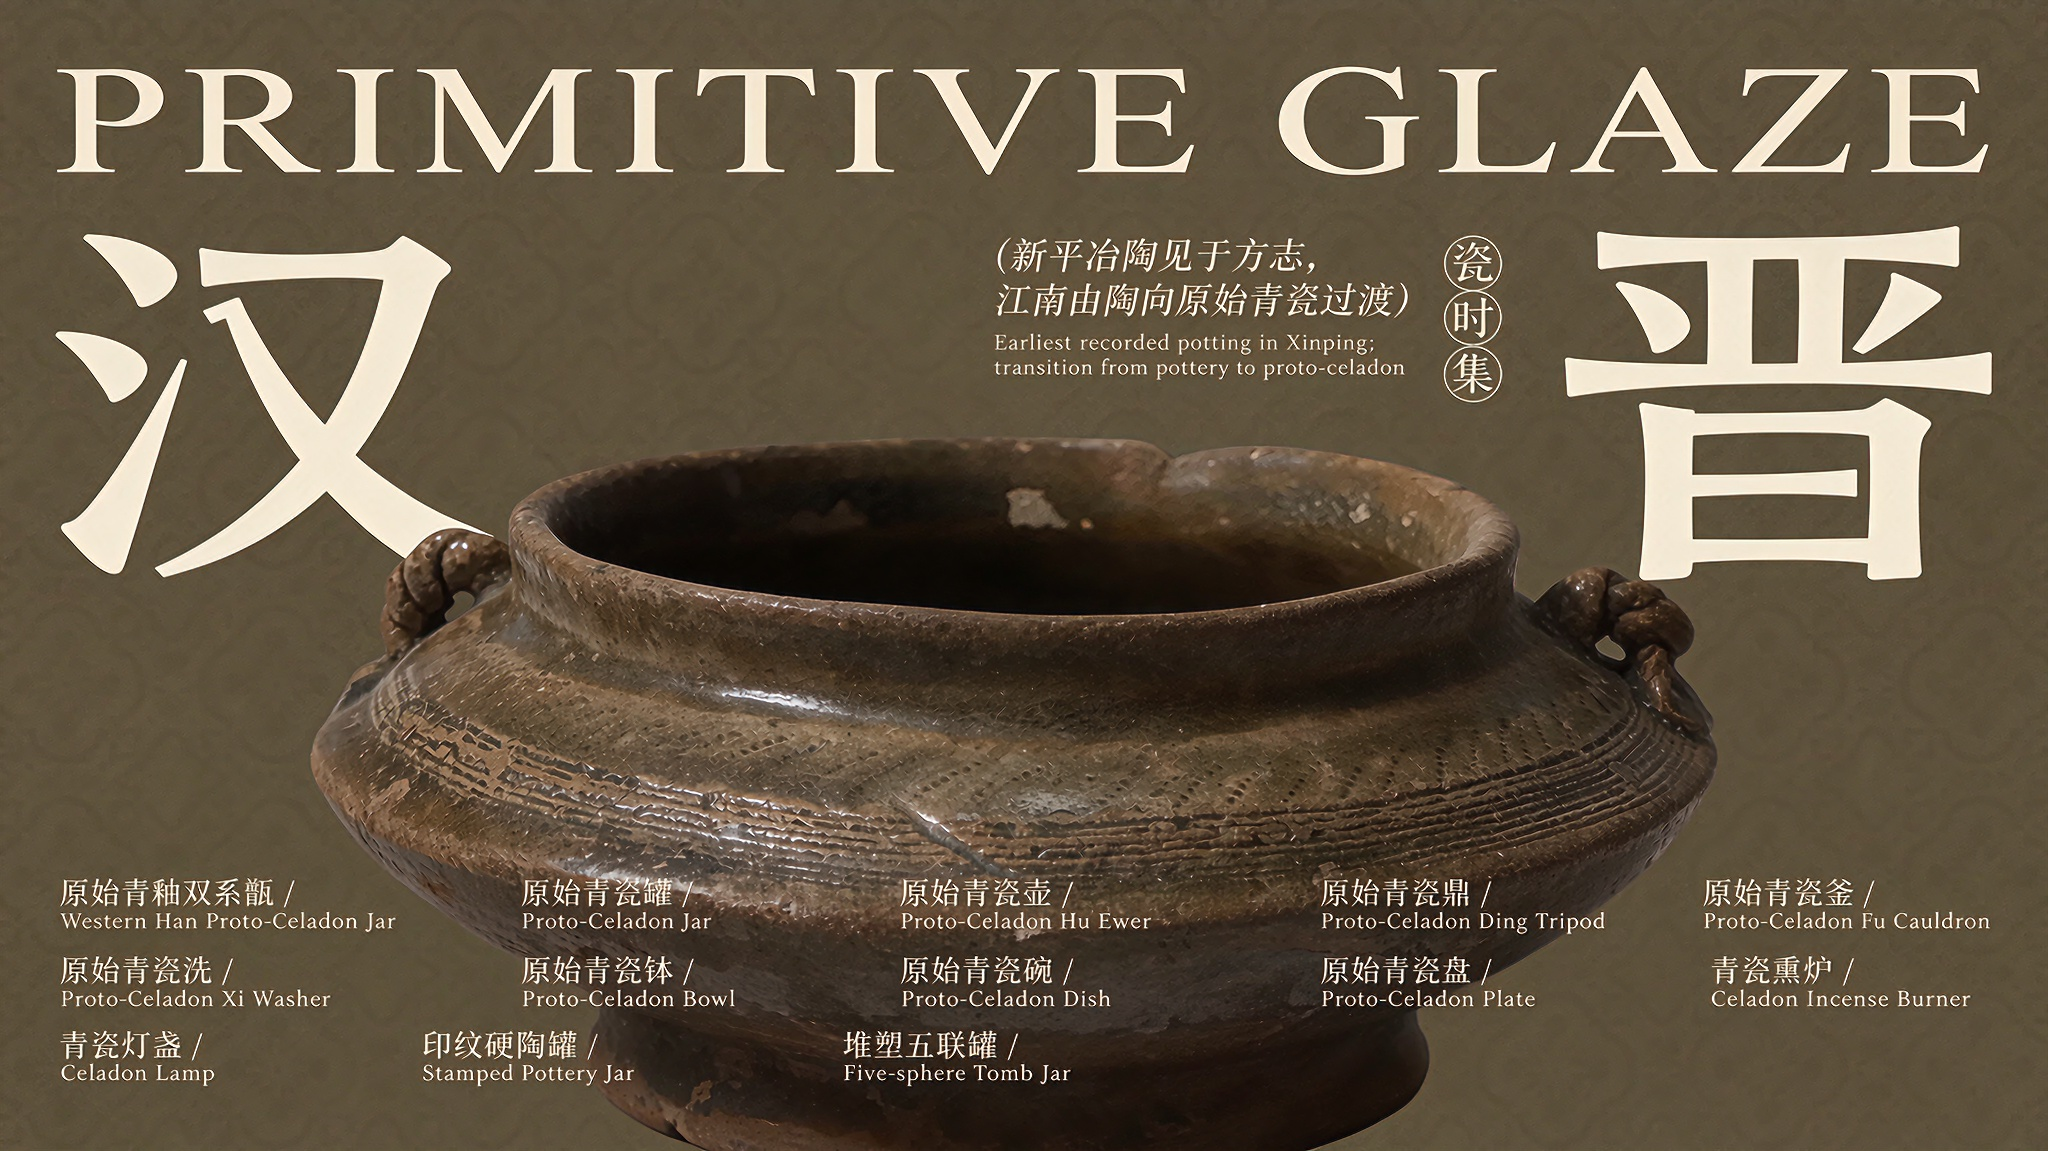 PRIMITIVE GLAZE
汉
晋
(新平冶陶见于方志，
江南由陶向原始青瓷过渡)
Earliest recorded potting in Xinping;
transition from pottery to proto-celadon
瓷时集
原始青釉双系甑 /
Western Han Proto-Celadon Jar
原始青瓷罐 /
Proto-Celadon Jar
原始青瓷壶 /
Proto-Celadon Hu Ewer
原始青瓷鼎 /
Proto-Celadon Ding Tripod
原始青瓷釜 /
Proto-Celadon Fu Cauldron
原始青瓷洗 /
Proto-Celadon Xi Washer
原始青瓷钵 /
Proto-Celadon Bowl
原始青瓷碗 /
Proto-Celadon Dish
原始青瓷盘 /
Proto-Celadon Plate
青瓷熏炉 /
Celadon Incense Burner
青瓷灯盏 /
Celadon Lamp
印纹硬陶罐 /
Stamped Pottery Jar
堆塑五联罐 /
Five-sphere Tomb Jar